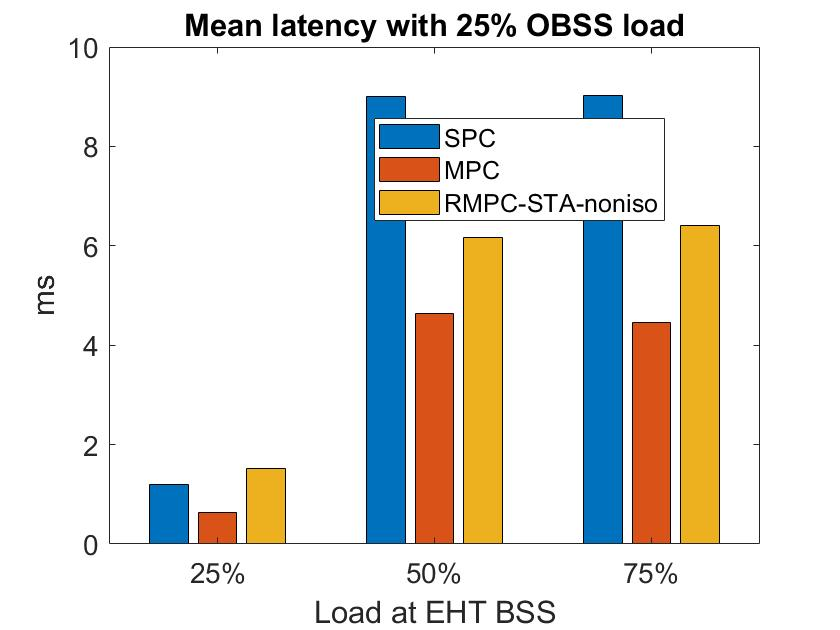 Mean latency with 25% OBSS load
10
8
6
4
2
0
ms
SPC
MPC
RMPC-STA-noniso
25%
50%
75%
Load at EHT BSS